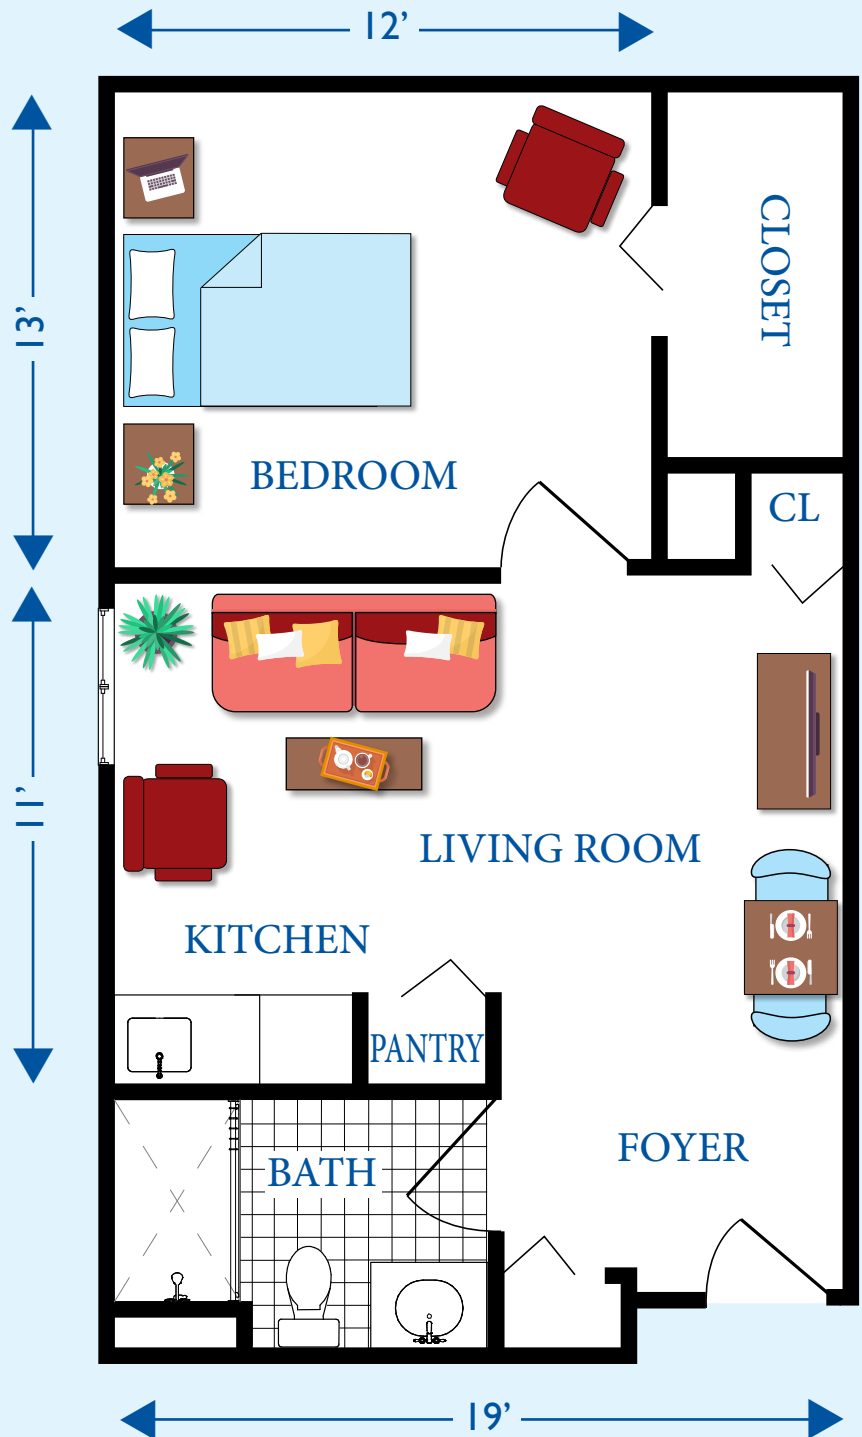 12’
CLOSET
13’
BEDROOM
CL
11’
LIVING ROOM
KITCHEN
PANTRY
FOYER
BATH
19’